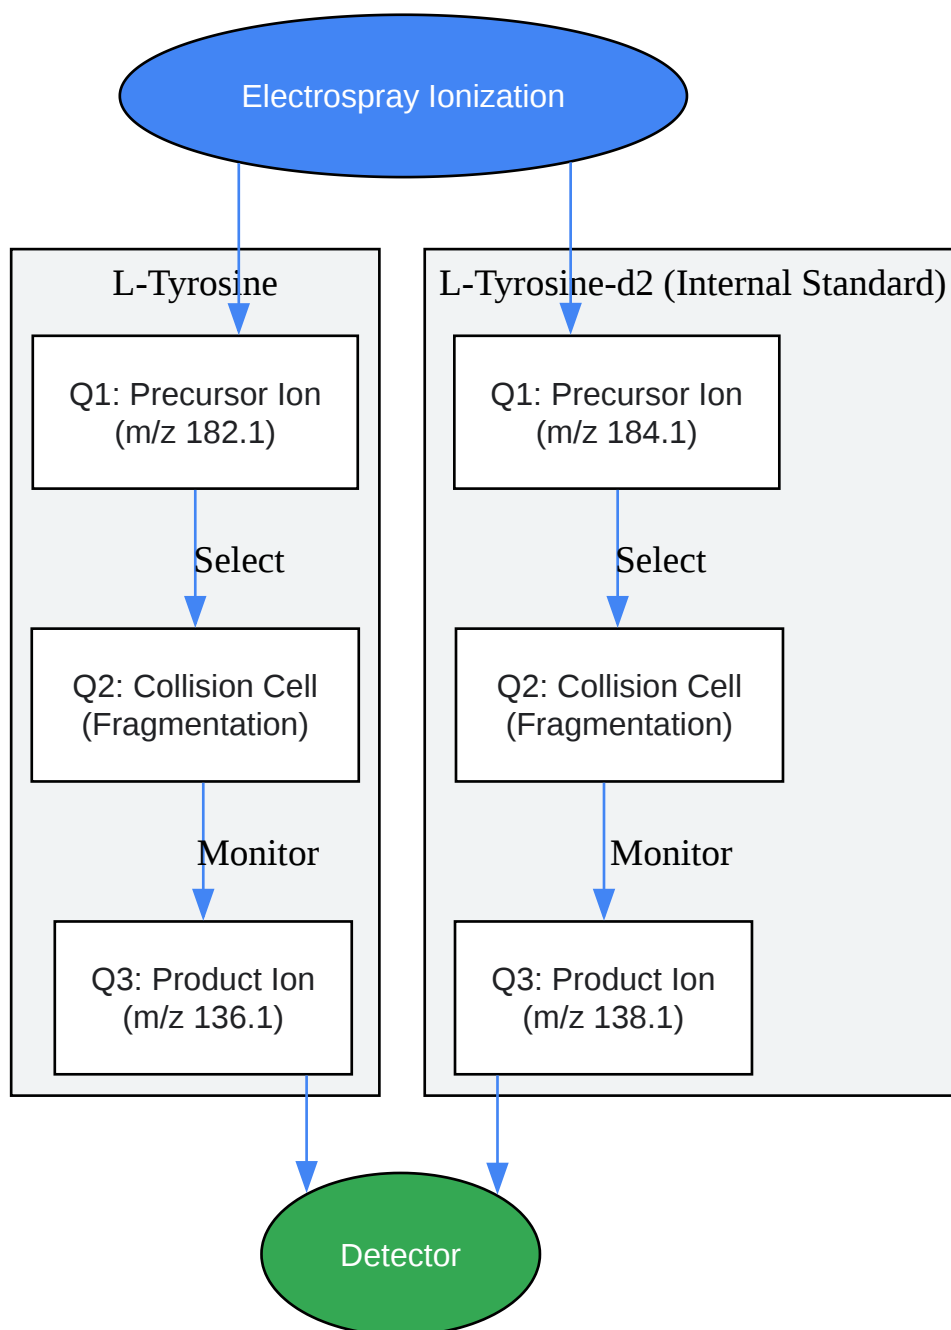 Electrospray Ionization
L-Tyrosine
Q1: Precursor Ion
(m/z 182.1)
Select
Q2: Collision Cell
(Fragmentation)
Monitor
Q3: Product Ion
(m/z 136.1)
L-Tyrosine-d2 (Internal Standard)
Q1: Precursor Ion
(m/z 184.1)
Select
Q2: Collision Cell
(Fragmentation)
Monitor
Q3: Product Ion
(m/z 138.1)
Detector